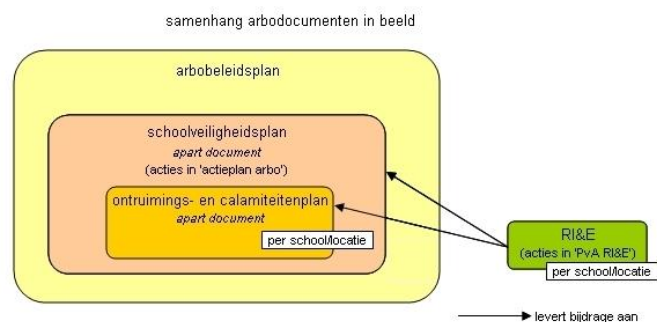 samenhang arbodocumenten in beeld
arbobeleidsplan
schoolveiligheidsplan
apart document
(acties in 'actieplan arbo')
ontruimings- en calamiteitenplan
apart document
per school/locatie
RI&E
(acties in 'PvA RI&E')
per school/locatie
levert bijdrage aan